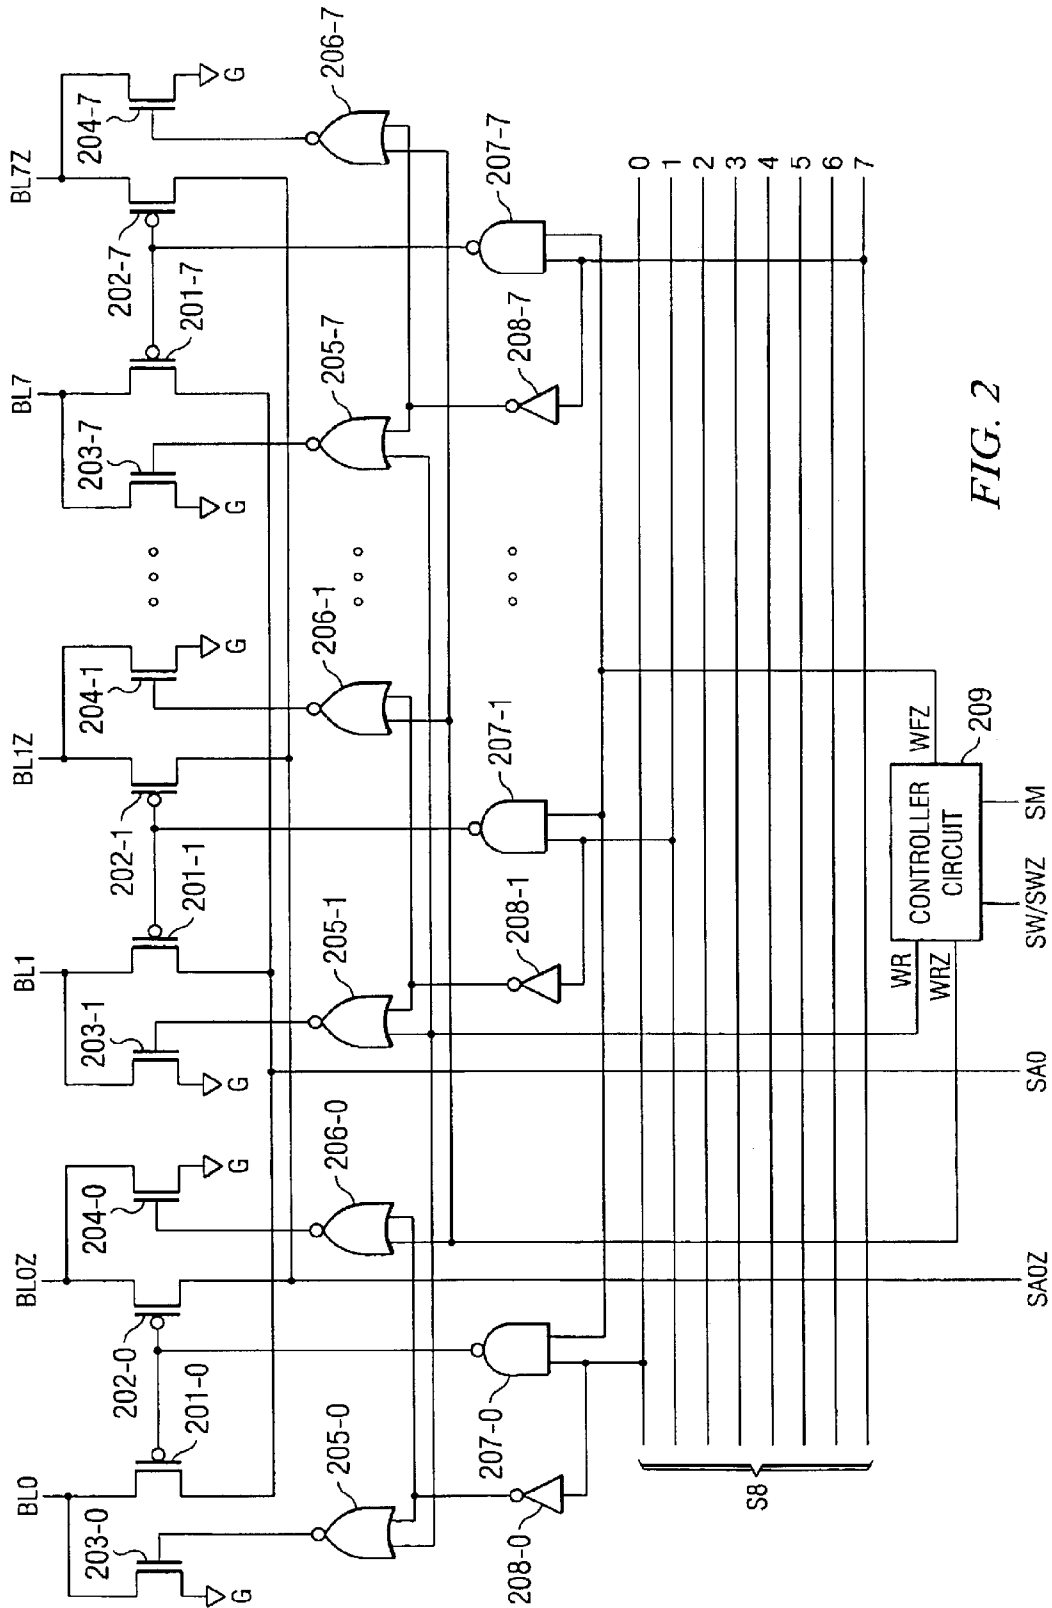 BL0
BL0Z
BL1
BL1Z
BL7
BL7Z
203-0
204-0
203-1
204-1
203-7
204-7
G
G
G
G
G
G
202-0
201-0
202-1
201-1
202-7
201-7
205-0
206-0
205-1
206-1
205-7
206-7
207-0
208-0
207-1
208-1
207-7
208-7
S8
0
1
2
3
4
5
6
7
WR
WRZ
WFZ
CONTROLLER
CIRCUIT
209
SA0Z
SA0
SW/SWZ
SM
FIG. 2